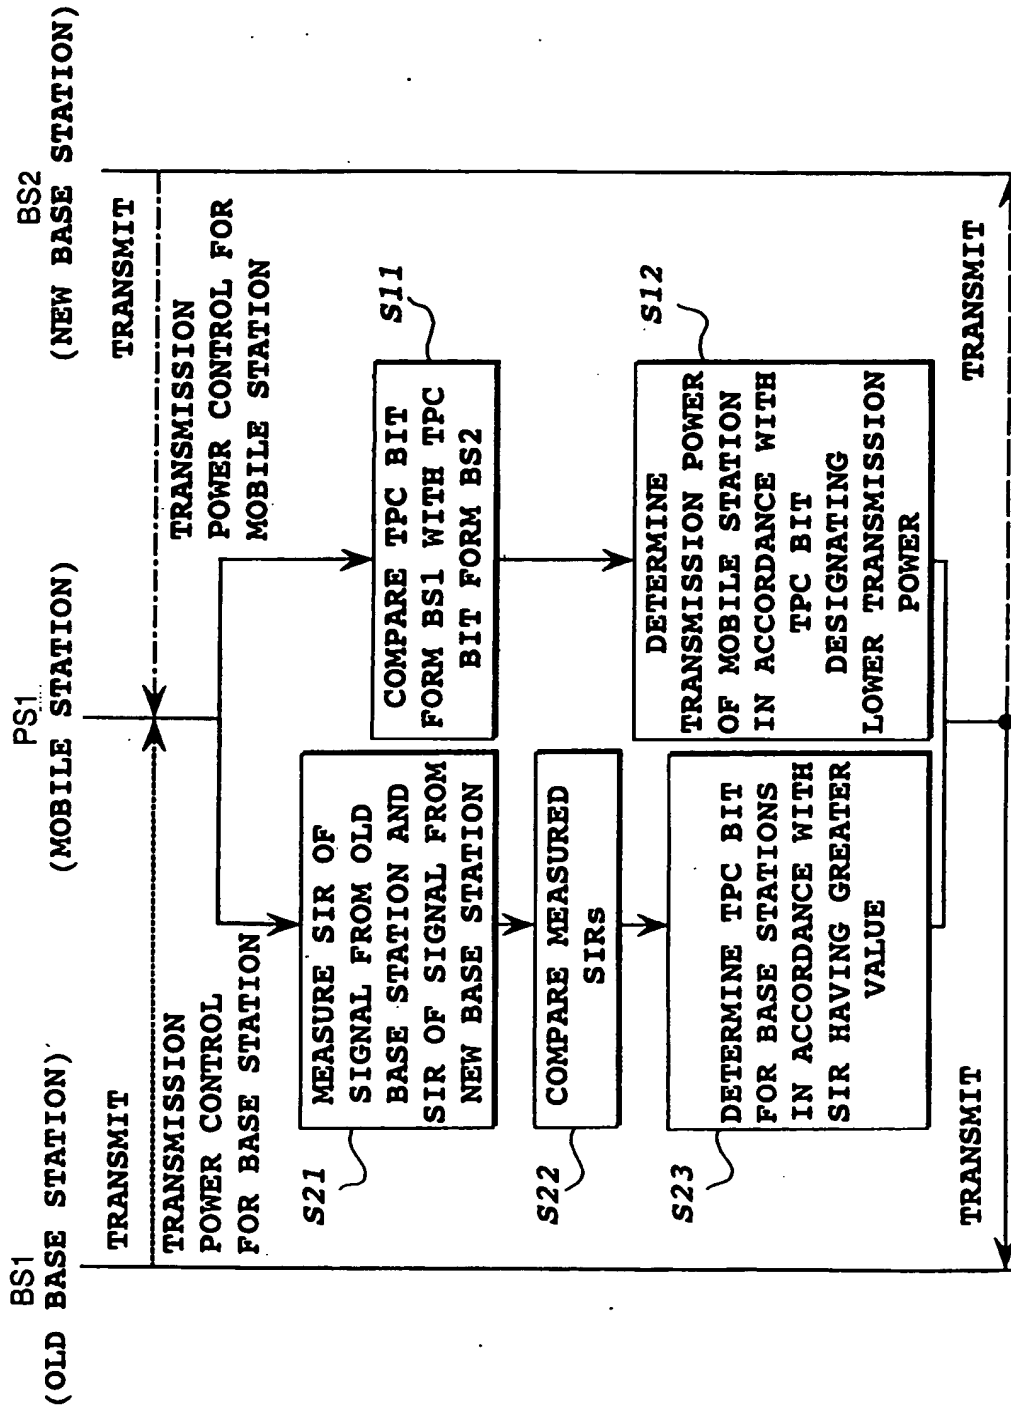 BS1
(OLD BASE STATION)
PS1
(MOBILE STATION)
BS2
(NEW BASE STATION)
TRANSMIT
TRANSMIT
TRANSMISSION
POWER CONTROL
FOR BASE STATION
TRANSMISSION
POWER CONTROL FOR
MOBILE STATION
S21
MEASURE SIR OF
SIGNAL FROM OLD
BASE STATION AND
SIR OF SIGNAL FROM
NEW BASE STATION
S11
COMPARE TPC BIT
FORM BS1 WITH TPC
BIT FORM BS2
S22
COMPARE MEASURED
SIRs
S23
DETERMINE TPC BIT
FOR BASE STATIONS
IN ACCORDANCE WITH
SIR HAVING GREATER
VALUE
S12
DETERMINE
TRANSMISSION POWER
OF MOBILE STATION
IN ACCORDANCE WITH
TPC BIT
DESIGNATING
LOWER TRANSMISSION
POWER
TRANSMIT
TRANSMIT